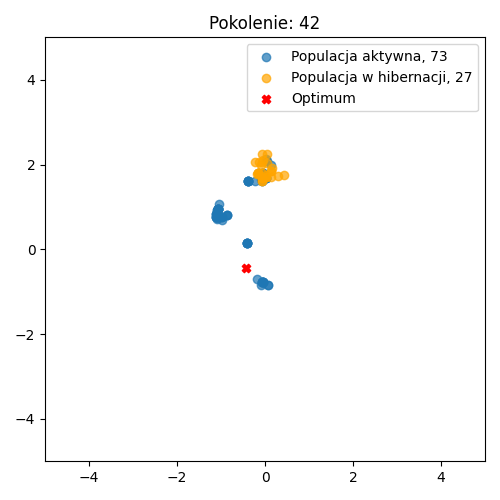 Pokolenie: 42
Populacja aktywna, 73
Populacja w hibernacji, 27
Optimum
4
2
0
−2
−4
−4
−2
0
2
4